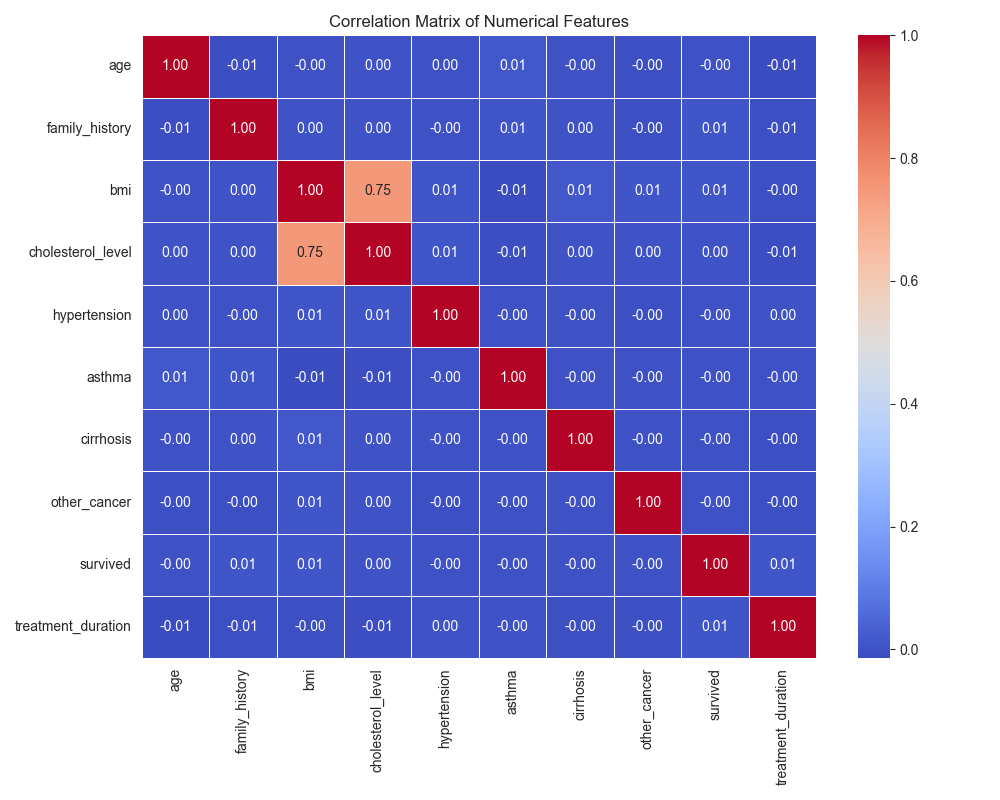 Correlation Matrix of Numerical Features
age 1.00 -0.01 -0.00 0.00 0.00 0.01 -0.00 -0.00 -0.00 -0.01
family_history -0.01 1.00 0.00 0.00 -0.00 0.01 0.00 -0.00 0.01 -0.01
bmi -0.00 0.00 1.00 0.75 0.01 -0.01 0.01 0.01 0.01 -0.00
cholesterol_level 0.00 0.00 0.75 1.00 0.01 -0.01 0.00 0.00 0.00 -0.01
hypertension 0.00 -0.00 0.01 0.01 1.00 -0.00 -0.00 -0.00 -0.00 0.00
asthma 0.01 0.01 -0.01 -0.01 -0.00 1.00 -0.00 -0.00 -0.00 -0.00
cirrhosis -0.00 0.00 0.01 0.00 -0.00 -0.00 1.00 -0.00 -0.00 -0.00
other_cancer -0.00 -0.00 0.01 0.00 -0.00 -0.00 -0.00 1.00 -0.00 -0.00
survived -0.00 0.01 0.01 0.00 -0.00 -0.00 -0.00 -0.00 1.00 0.01
treatment_duration -0.01 -0.01 -0.00 -0.01 0.00 -0.00 -0.00 -0.00 0.01 1.00
age family_history bmi cholesterol_level hypertension asthma cirrhosis other_cancer survived treatment_duration
1.0
0.8
0.6
0.4
0.2
0.0